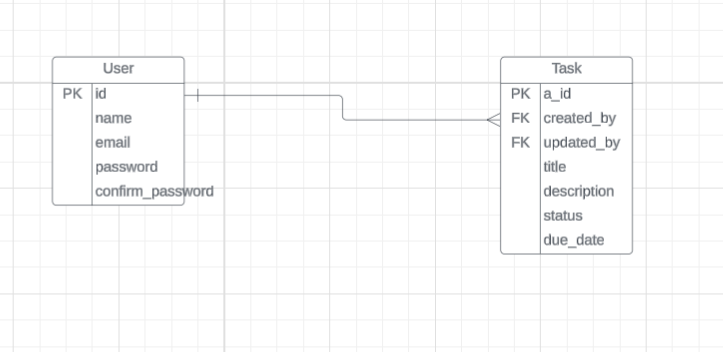 User
PK id
name
email
password
confirm_password
Task
PK a_id
FK created_by
FK updated_by
title
description
status
due_date